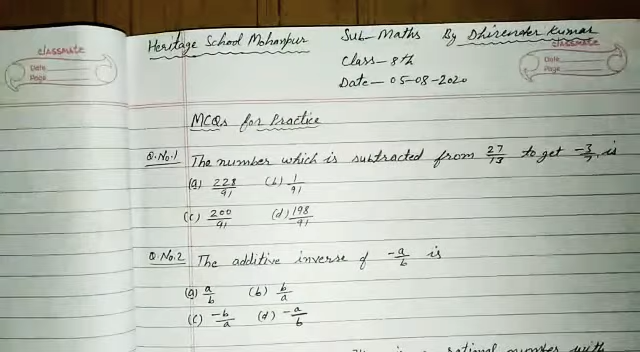 Heritage School Mohanpur Sub- Maths By Dhirender Kumar
classmate classmate
Date Date
Page Page
Class- 8th
Date- 05-08-2020
MCQs for Practice
Q.No.1 The number which is subtracted from 27/13 to get -3/7 is
(a) 228/91 (b) 1/91
(c) 200/91 (d) 198/91
Q.No.2 The additive inverse of -a/b is
(a) a/b (b) b/a
(c) -b/a (d) -a/b
rational number with